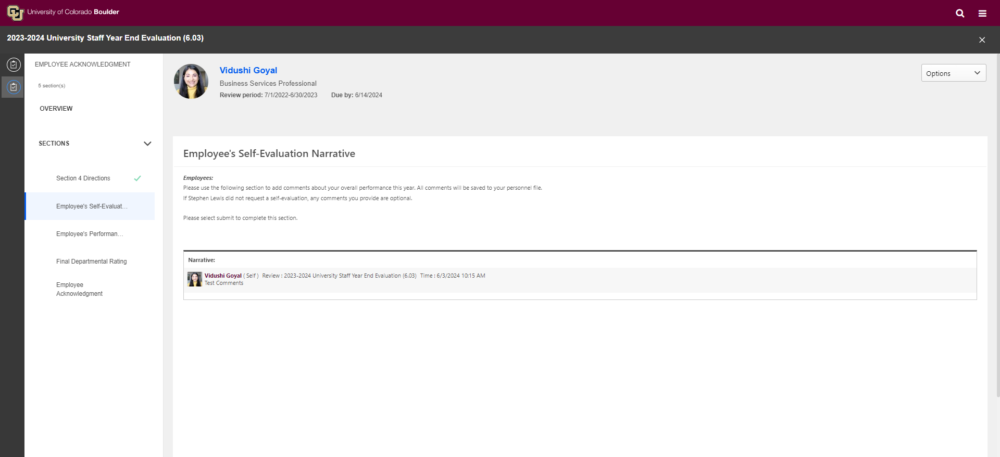 University of Colorado Boulder
2023-2024 University Staff Year End Evaluation (6.03)
EMPLOYEE ACKNOWLEDGMENT
5 section(s)
OVERVIEW
SECTIONS
Section 4 Directions
Employee's Self-Evaluat...
Employee's Performan...
Final Departmental Rating
Employee
Acknowledgment
Vidushi Goyal
Business Services Professional
Review period: 7/1/2022-6/30/2023 Due by: 6/14/2024
Options
Employee's Self-Evaluation Narrative
Employees:
Please use the following section to add comments about your overall performance this year. All comments will be saved to your personnel file.
If Stephen Lewis did not request a self-evaluation, any comments you provide are optional.
Please select submit to complete this section.
Narrative:
Vidushi Goyal ( Self ) Review : 2023-2024 University Staff Year End Evaluation (6.03) Time : 6/3/2024 10:15 AM
Test Comments